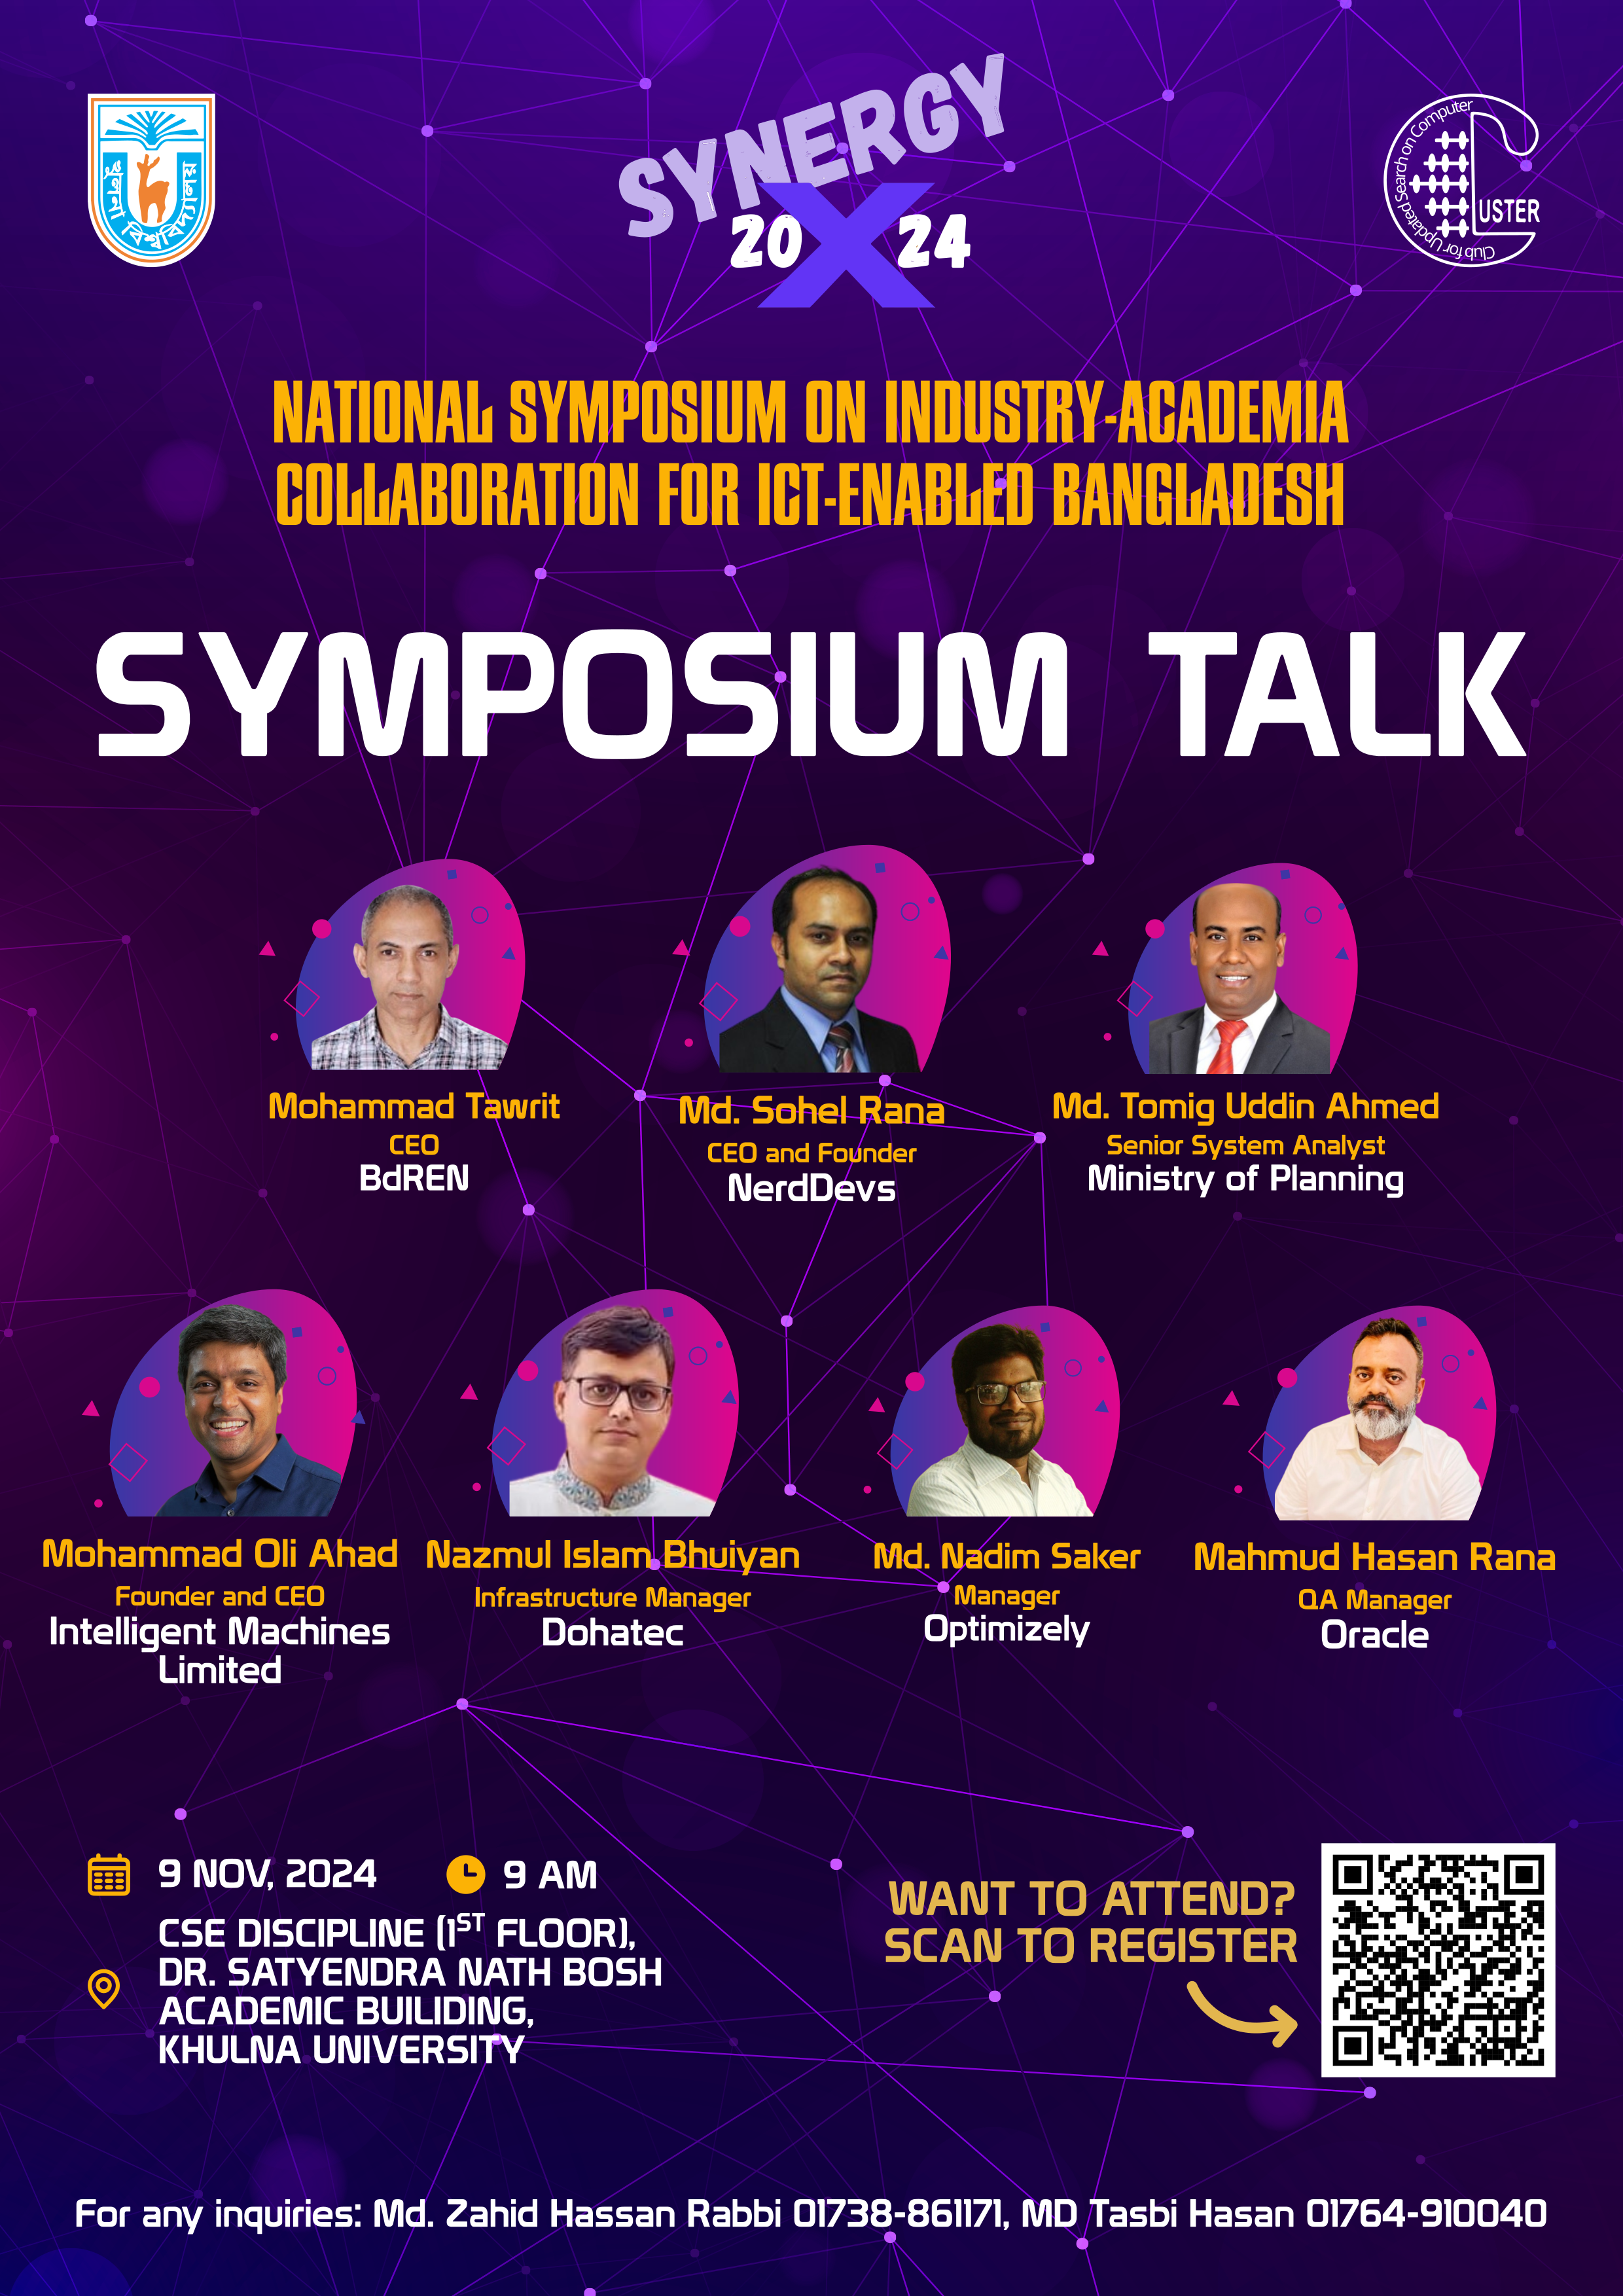 খুলনা বিশ্ববিদ্যালয়
SYNERGY
20X24
Club for Updated Search on Computer
CLUSTER
NATIONAL SYMPOSIUM ON INDUSTRY-ACADEMIA
COLLABORATION FOR ICT-ENABLED BANGLADESH
SYMPOSIUM TALK
Mohammad Tawrit
CEO
BdREN
Md. Sohel Rana
CEO and Founder
NerdDevs
Md. Tomig Uddin Ahmed
Senior System Analyst
Ministry of Planning
Mohammad Oli Ahad
Founder and CEO
Intelligent Machines
Limited
Nazmul Islam Bhuiyan
Infrastructure Manager
Dohatec
Md. Nadim Saker
Manager
Optimizely
Mahmud Hasan Rana
QA Manager
Oracle
9 NOV, 2024
9 AM
CSE DISCIPLINE (1ST FLOOR),
DR. SATYENDRA NATH BOSH
ACADEMIC BUILIDING,
KHULNA UNIVERSITY
WANT TO ATTEND?
SCAN TO REGISTER
For any inquiries: Md. Zahid Hassan Rabbi 01738-861171, MD Tasbi Hasan 01764-910040